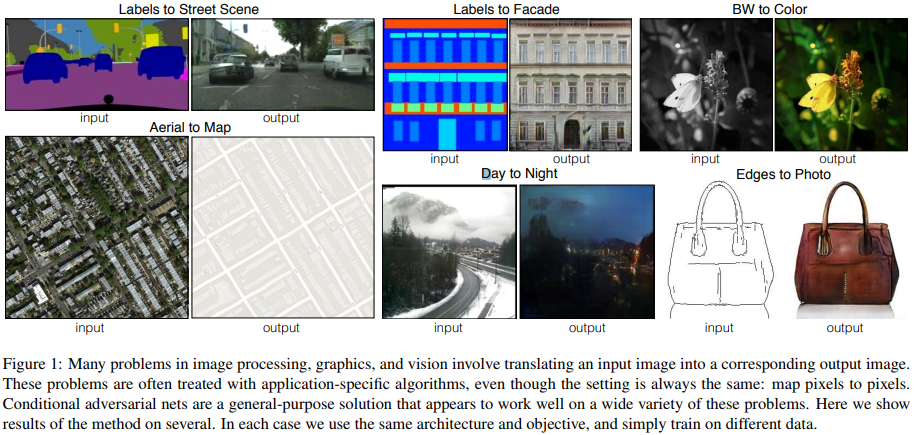 Labels to Street Scene
input
output
Aerial to Map
input
output
Labels to Facade
input
output
BW to Color
input
output
Day to Night
input
output
Edges to Photo
input
output
Figure 1: Many problems in image processing, graphics, and vision involve translating an input image into a corresponding output image.
These problems are often treated with application-specific algorithms, even though the setting is always the same: map pixels to pixels.
Conditional adversarial nets are a general-purpose solution that appears to work well on a wide variety of these problems. Here we show
results of the method on several. In each case we use the same architecture and objective, and simply train on different data.